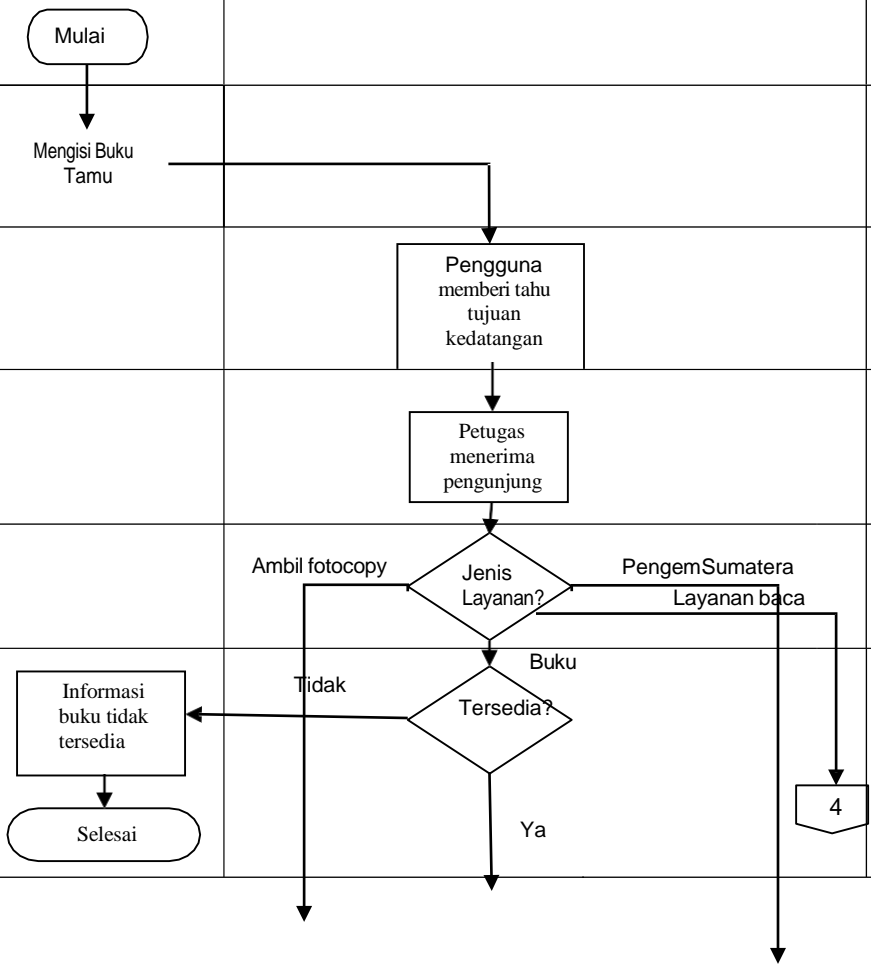 Mulai
Mengisi Buku
Tamu
Pengguna
memberi tahu
tujuan
kedatangan
Petugas
menerima
pengunjung
Ambil fotocopy
Jenis
Layanan?
PengemSumatera
Layanan baca
Buku
Tidak
Tersedia?
Informasi
buku tidak
tersedia
4
Selesai
Ya